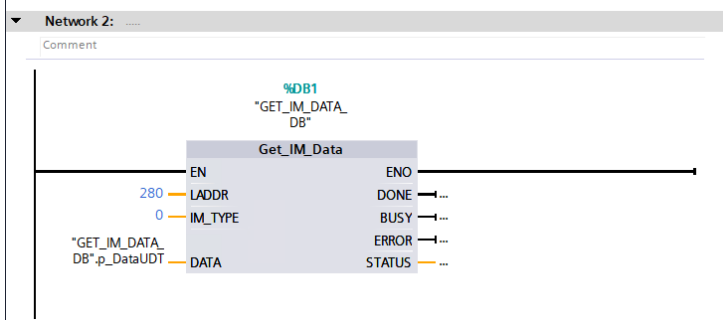 Network 2: .....
Comment
%DB1
"GET_IM_DATA_
DB"
Get_IM_Data
EN ENO
280 LADDR DONE ...
0 IM_TYPE BUSY ...
ERROR ...
"GET_IM_DATA_
DB".p_DataUDT DATA STATUS ...